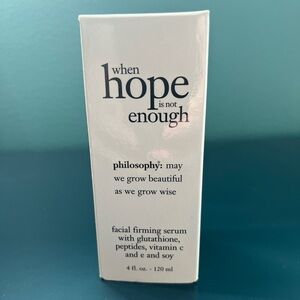 when
hope
is not
enough
philosophy: may
we grow beautiful
as we grow wise
facial firming serum
with glutathione,
peptides, vitamin c
and e and soy
4 fl. oz. - 120 ml